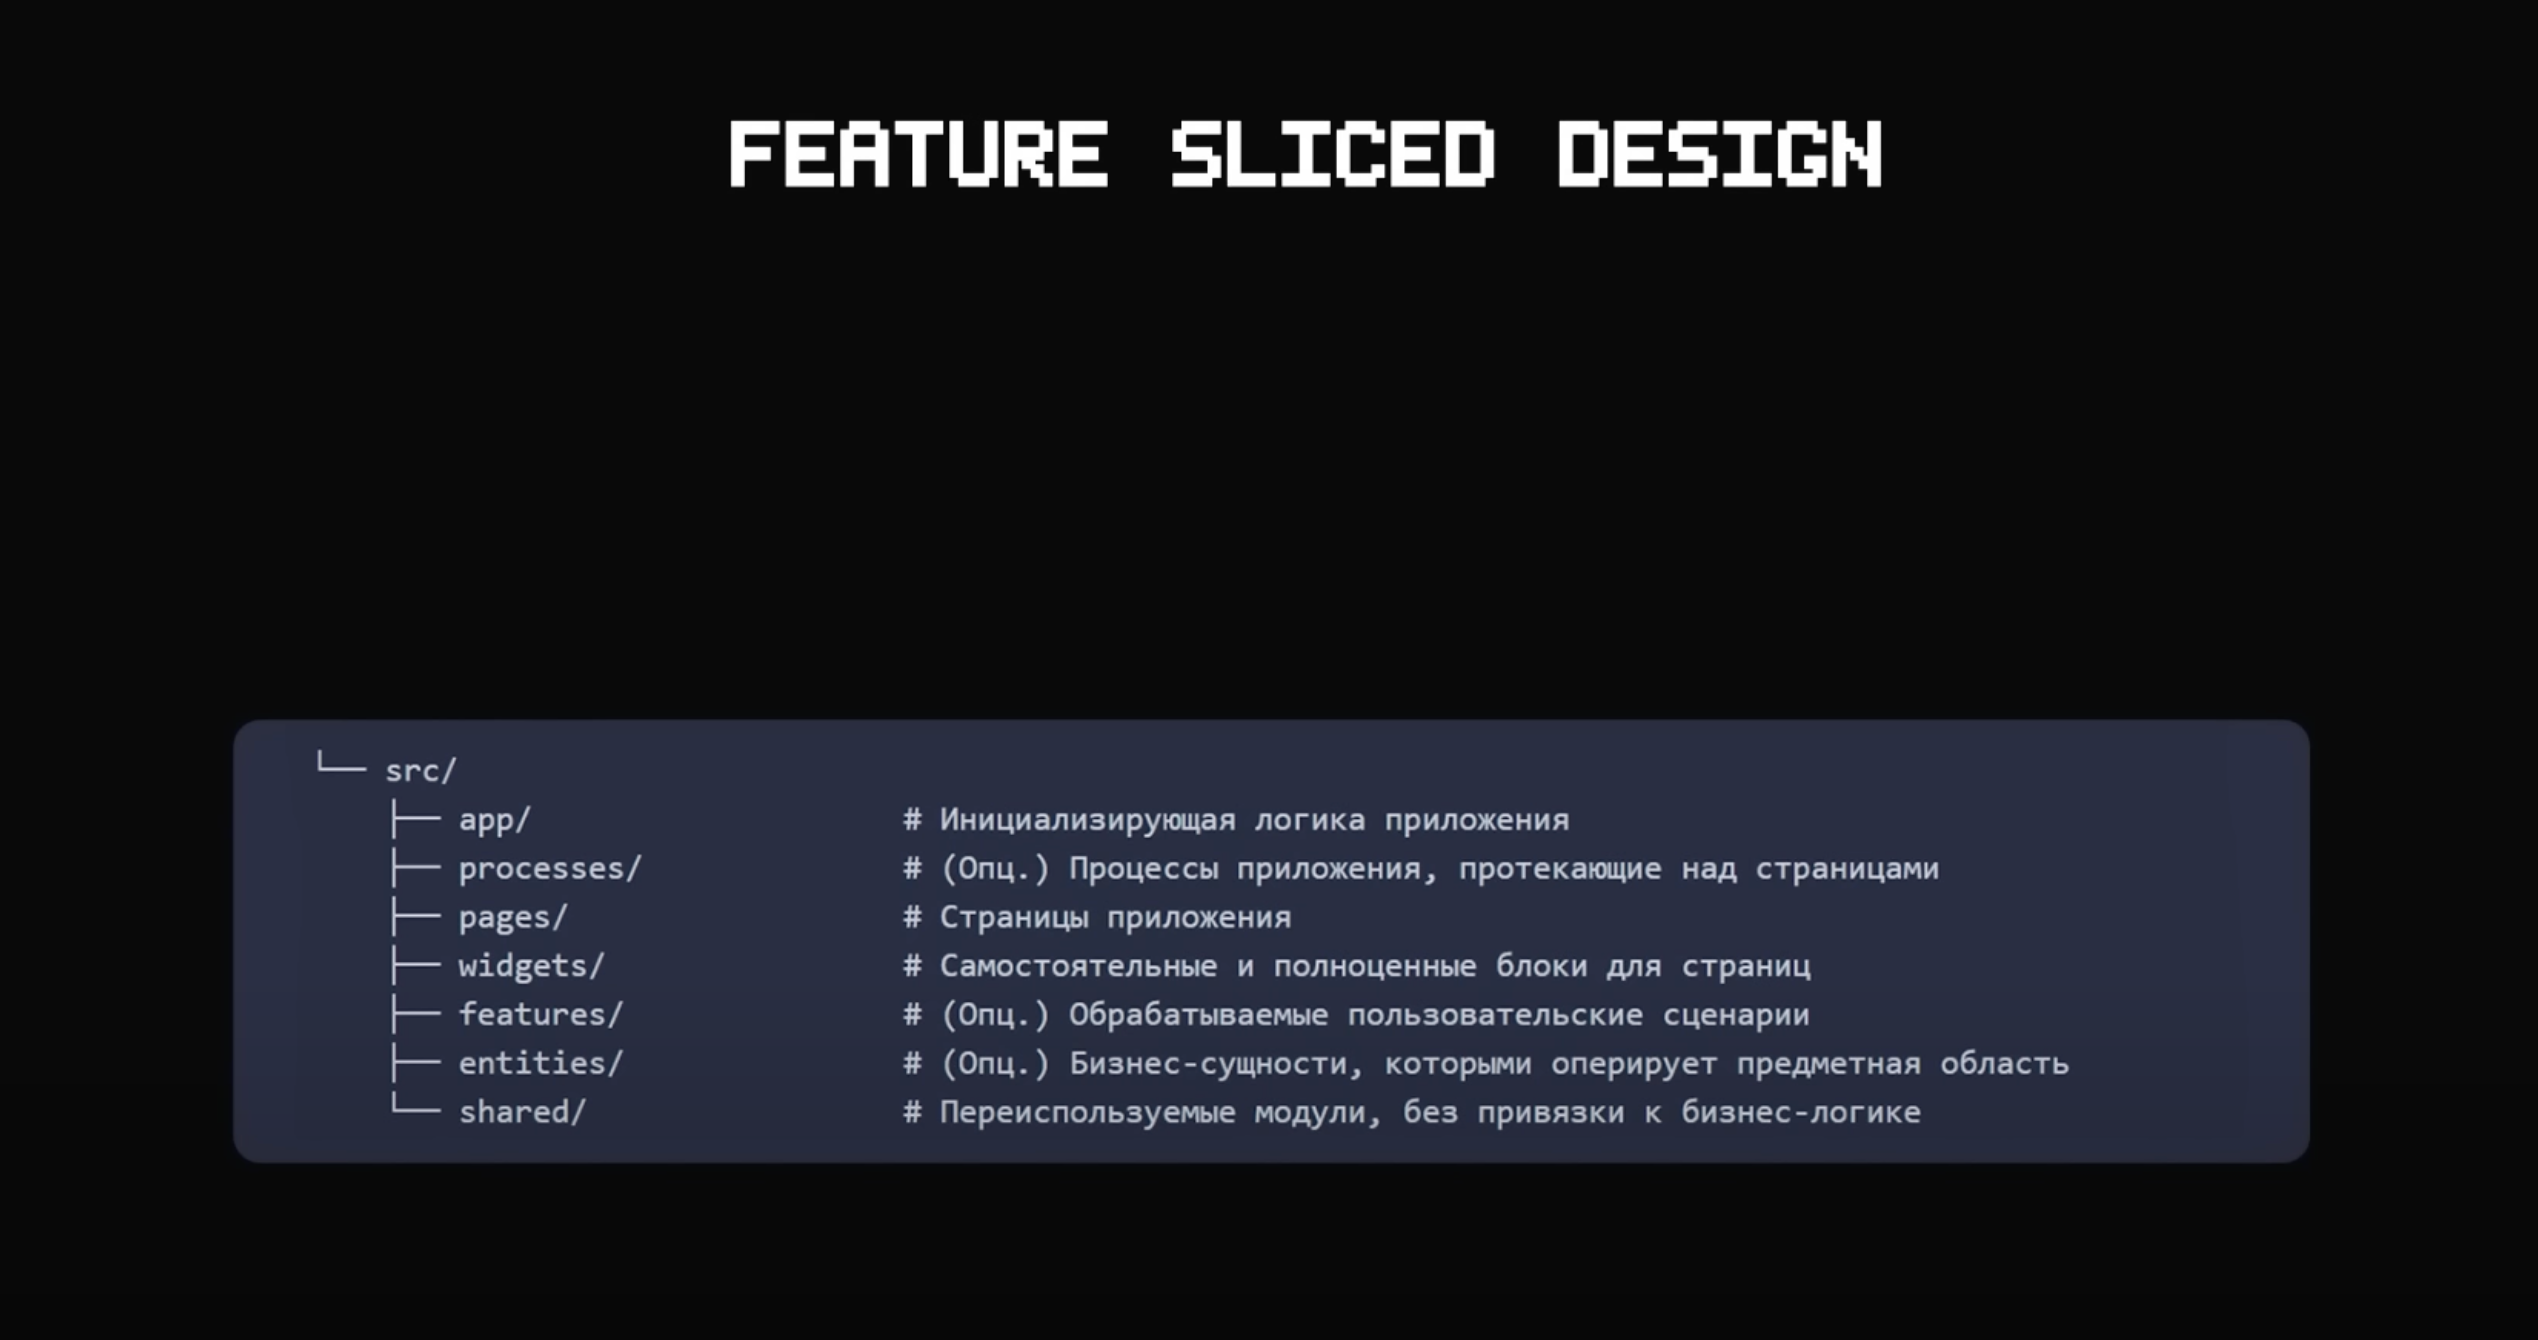 FEATURE SLICED DESIGN
└── src/
├── app/ # Инициализирующая логика приложения
├── processes/ # (Опц.) Процессы приложения, протекающие над страницами
├── pages/ # Страницы приложения
├── widgets/ # Самостоятельные и полноценные блоки для страниц
├── features/ # (Опц.) Обрабатываемые пользовательские сценарии
├── entities/ # (Опц.) Бизнес-сущности, которыми оперирует предметная область
└── shared/ # Переиспользуемые модули, без привязки к бизнес-логике